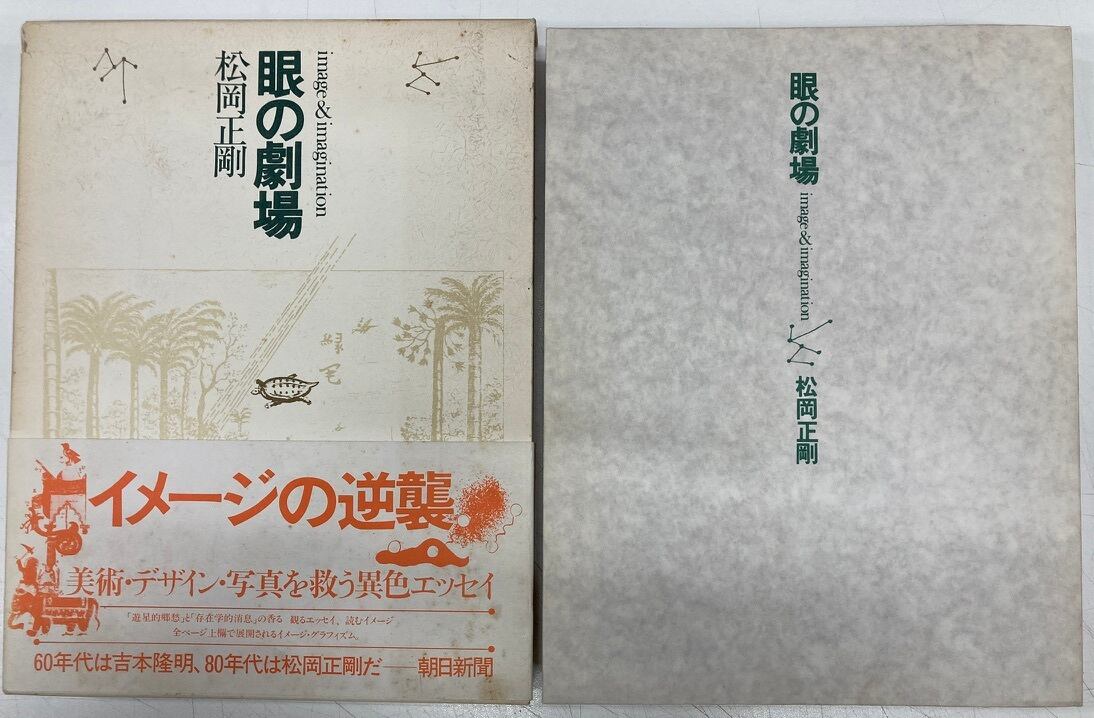 image&imagination
眼の劇場
松岡正剛
イメージの逆襲
美術・デザイン・写真を救う異色エッセイ
「遊星的郷愁」と「存在学的消息」の香る 観るエッセイ、読むイメージ
全ページ上欄で展開されるイメージ・グラフィズム。
60年代は吉本隆明、80年代は松岡正剛だ──朝日新聞
眼の劇場
image&imagination
松岡正剛